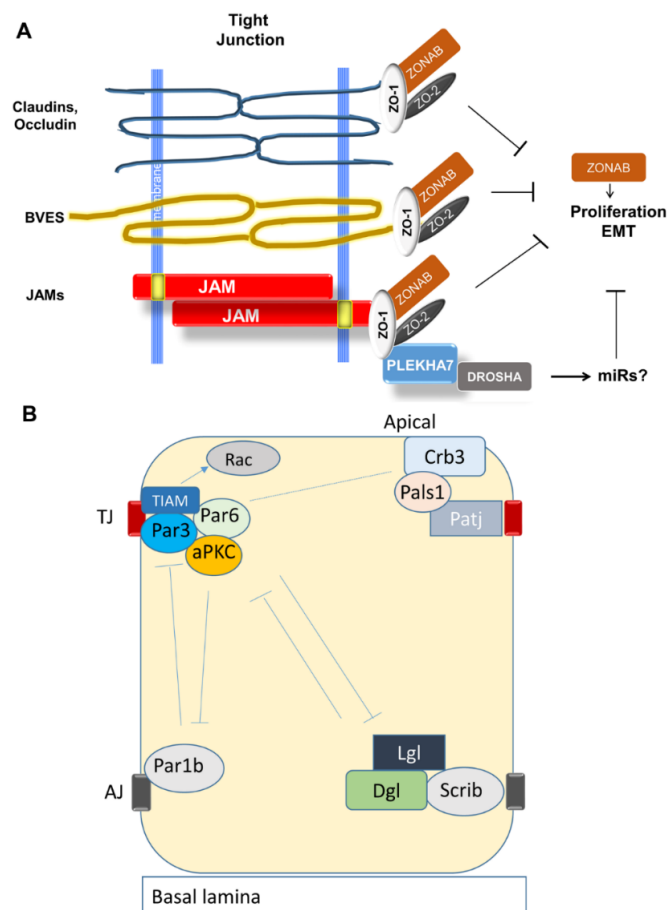 A
Tight
Junction
Claudins,
Occludin
membrane
ZO-1
ZONAB
ZO-2
BVES
ZO-1
ZONAB
ZO-2
ZONAB
Proliferation
EMT
JAMs
JAM
JAM
ZO-1
ZONAB
ZO-2
PLEKHA7
DROSHA
miRs?
B
Apical
Rac
Crb3
TIAM
Pals1
TJ
Par3
Par6
Patj
aPKC
Lgl
Par1b
AJ
Dgl
Scrib
Basal lamina